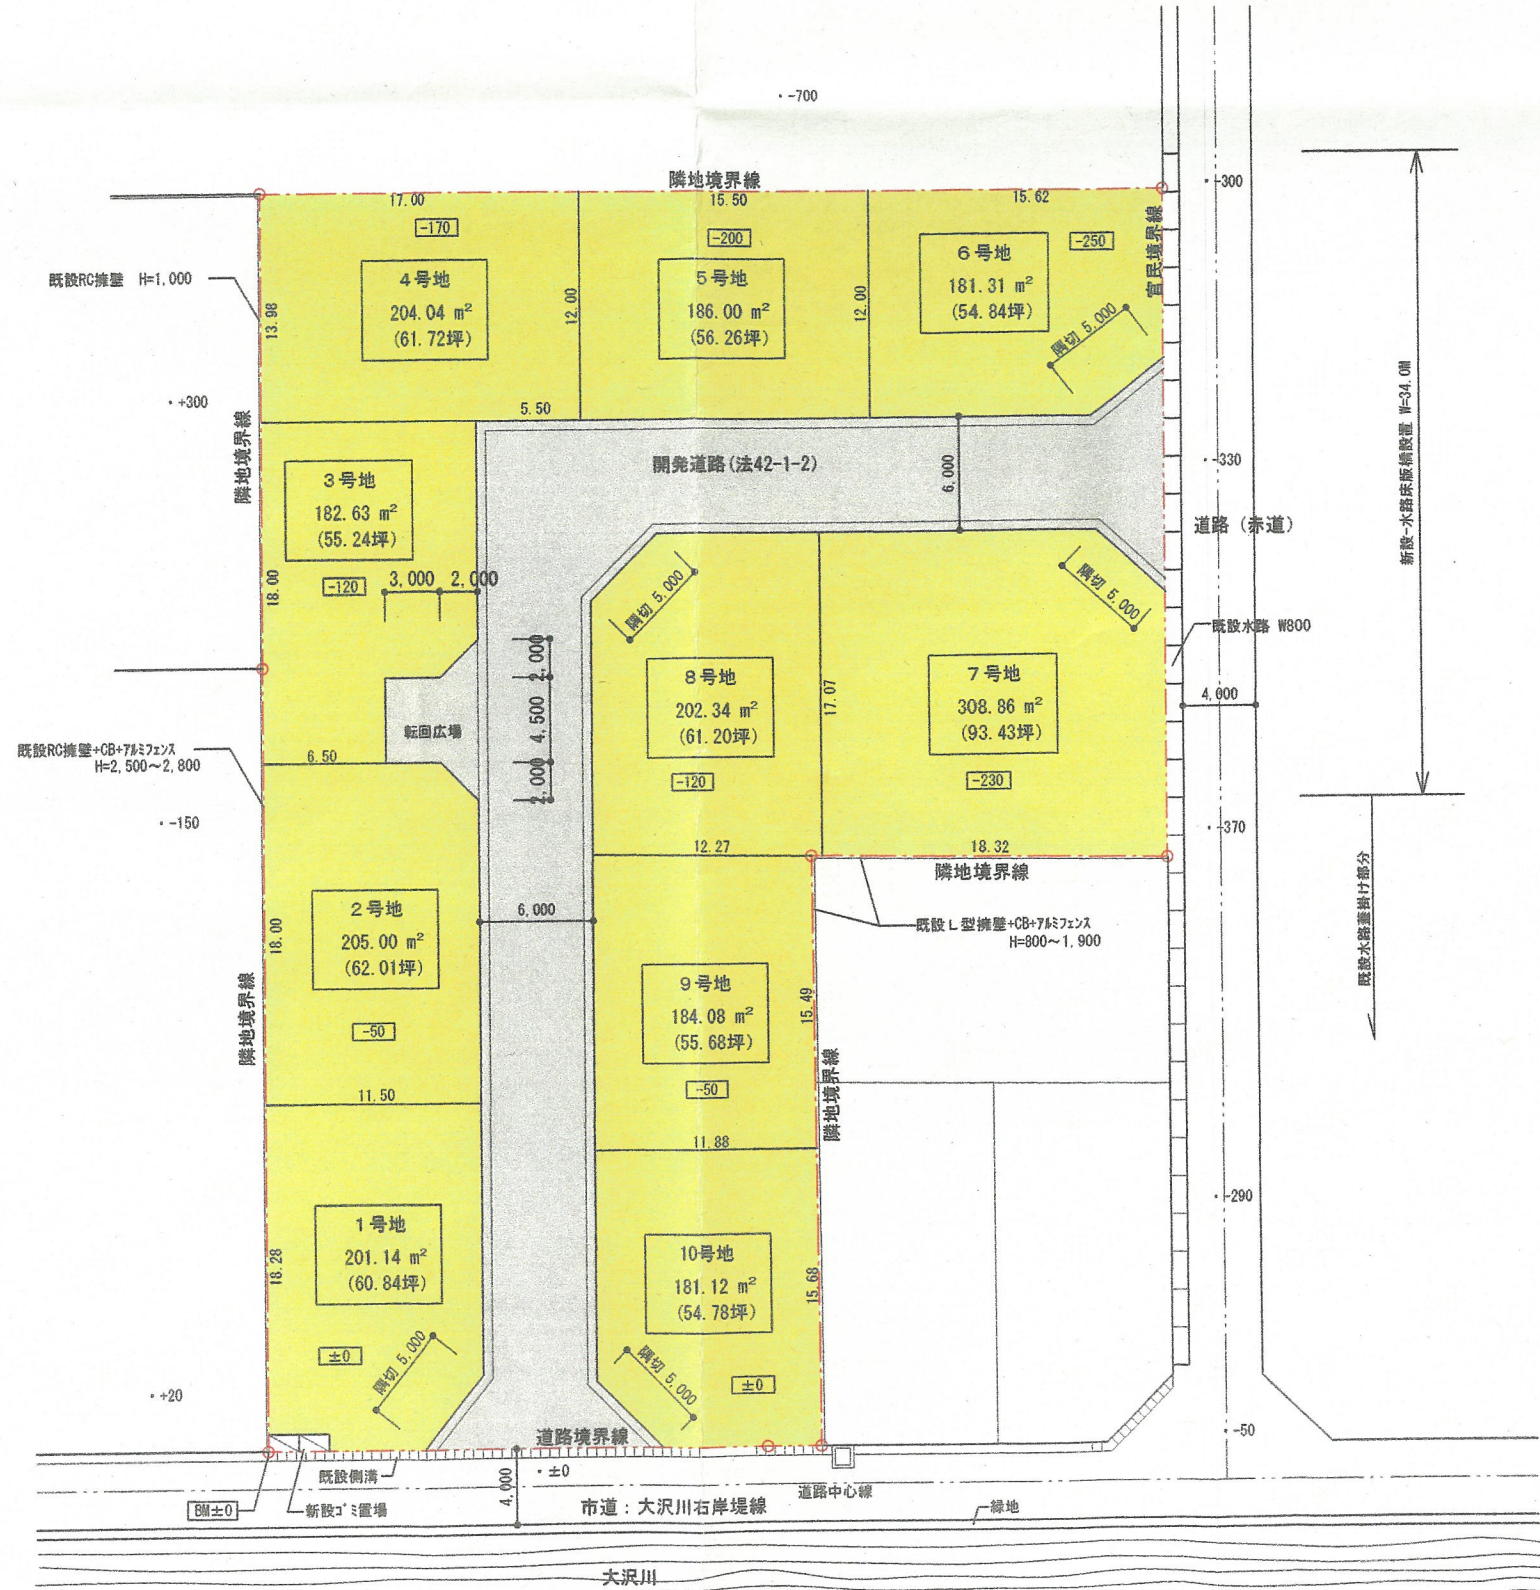 ・-700
隣地境界線
17.00
15.50
15.62
・-300
-170
-200
-250
官民境界線
既設RC擁壁 H=1,000
4号地
204.04 m²
(61.72坪)
13.98
12.00
5号地
186.00 m²
(56.26坪)
12.00
6号地
181.31 m²
(54.84坪)
隅切 5,000
新設-水路床版橋設置 W=34.0M
・+300
隣地境界線
5.50
開発道路(法42-1-2)
6,000
・-330
道路（赤道）
3号地
182.63 m²
(55.24坪)
-120
3,000
2,000
18.00
隅切 5,000
隅切 5,000
既設水路 W800
2,000
4,500
2,000
転回広場
6.50
8号地
202.34 m²
(61.20坪)
-120
17.07
7号地
308.86 m²
(93.43坪)
-230
4,000
既設RC擁壁+CB+アルミフェンス
H=2,500～2,800
・-150
・-370
12.27
18.32
隣地境界線
既設L型擁壁+CB+アルミフェンス
H=800～1,900
既設水路蓋掛け部分
2号地
205.00 m²
(62.01坪)
-50
18.00
隣地境界線
6,000
9号地
184.08 m²
(55.68坪)
-50
15.49
隣地境界線
11.50
11.88
・-290
1号地
201.14 m²
(60.84坪)
±0
18.28
隅切 5,000
10号地
181.12 m²
(54.78坪)
±0
15.68
隅切 5,000
・+20
・-50
道路境界線
既設側溝
・±0
4,000
BM±0
新設ゴミ置場
市道：大沢川右岸堤線
道路中心線
緑地
大沢川